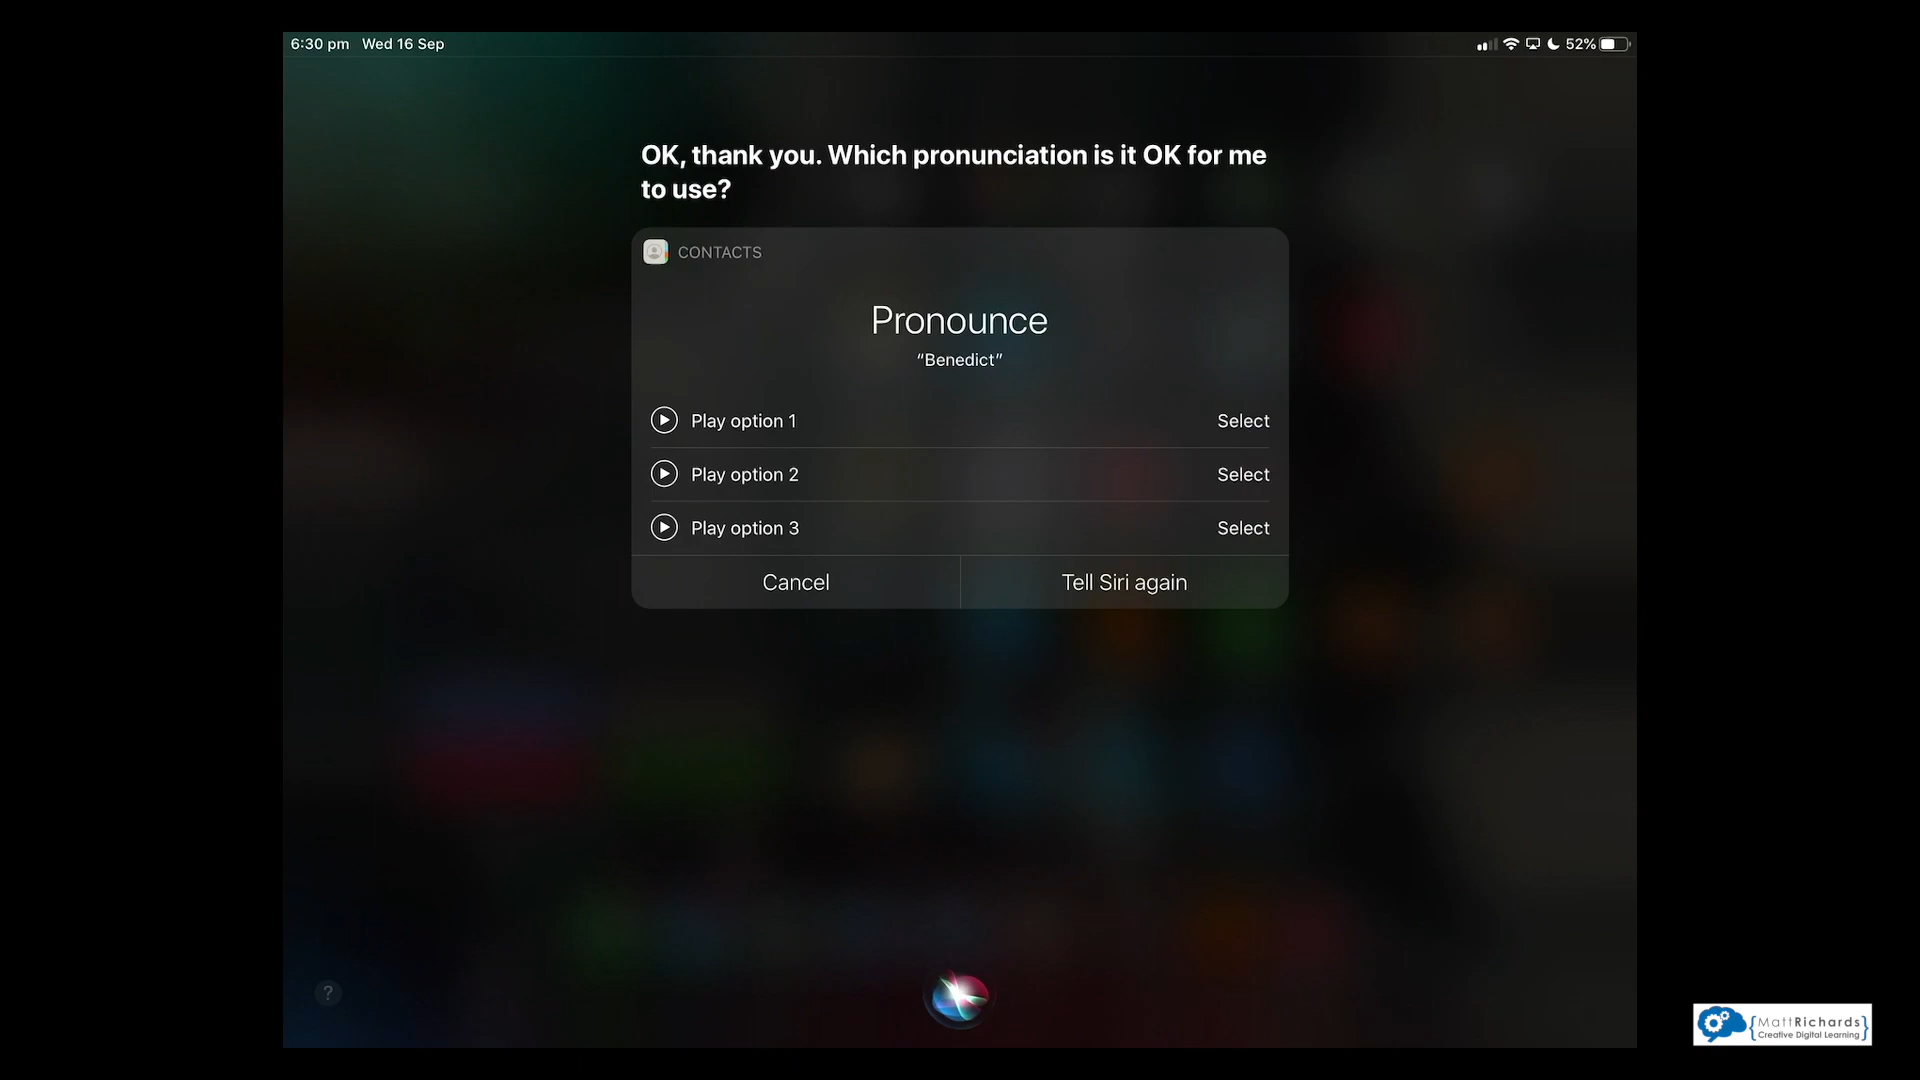 6:30 pm Wed 16 Sep
52%
OK, thank you. Which pronunciation is it OK for me
to use?
CONTACTS
Pronounce
“Benedict”
Play option 1 Select
Play option 2 Select
Play option 3 Select
Cancel Tell Siri again
?
{MattRichards}
Creative Digital Learning